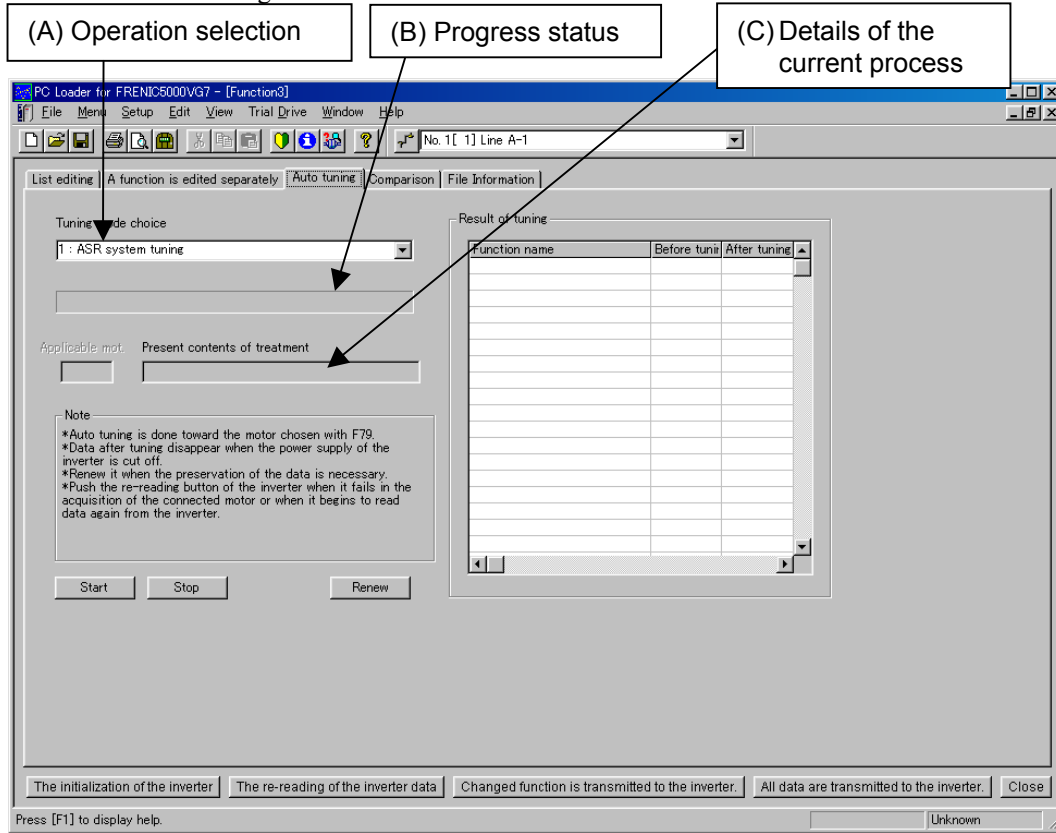 (A) Operation selection
(B) Progress status
(C) Details of the
current process
PC Loader for FRENIC5000VG7 - [Function3]
File Menu Setup Edit View Trial Drive Window Help
No. 1[ 1] Line A-1
List editing
A function is edited separately
Auto tuning
Comparison
File Information
Tuning de choice
1 : ASR system tuning
Applicable mot.
Present contents of treatment
Note
*Auto tuning is done toward the motor chosen with F79.
*Data after tuning disappear when the power supply of the
inverter is cut off.
*Renew it when the preservation of the data is necessary.
*Push the re-reading button of the inverter when it fails in the
acquisition of the connected motor or when it begins to read
data again from the inverter.
Start
Stop
Renew
Result of tuning
Function name
Before tunin
After tuning
The initialization of the inverter
The re-reading of the inverter data
Changed function is transmitted to the inverter.
All data are transmitted to the inverter.
Close
Press [F1] to display help.
Unknown